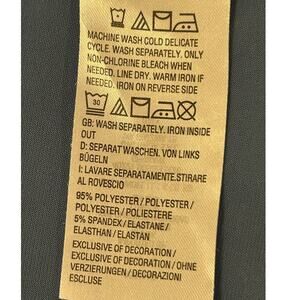 MACHINE WASH COLD DELICATE
CYCLE. WASH SEPARATELY. ONLY
NON-CHLORINE BLEACH WHEN
NEEDED. LINE DRY. WARM IRON IF
NEEDED. IRON ON REVERSE SIDE
30
GB: WASH SEPARATELY. IRON INSIDE
OUT
D: SEPARAT WASCHEN. VON LINKS
BÜGELN
I: LAVARE SEPARATAMENTE.STIRARE
AL ROVESCIO
95% POLYESTER / POLYESTER /
POLYESTER / POLIESTERE
5% SPANDEX / ELASTANE /
ELASTHAN / ELASTAN
EXCLUSIVE OF DECORATION /
EXCLUSIVE OF DECORATION / OHNE
VERZIERUNGEN / DECORAZIONI
ESCLUSE